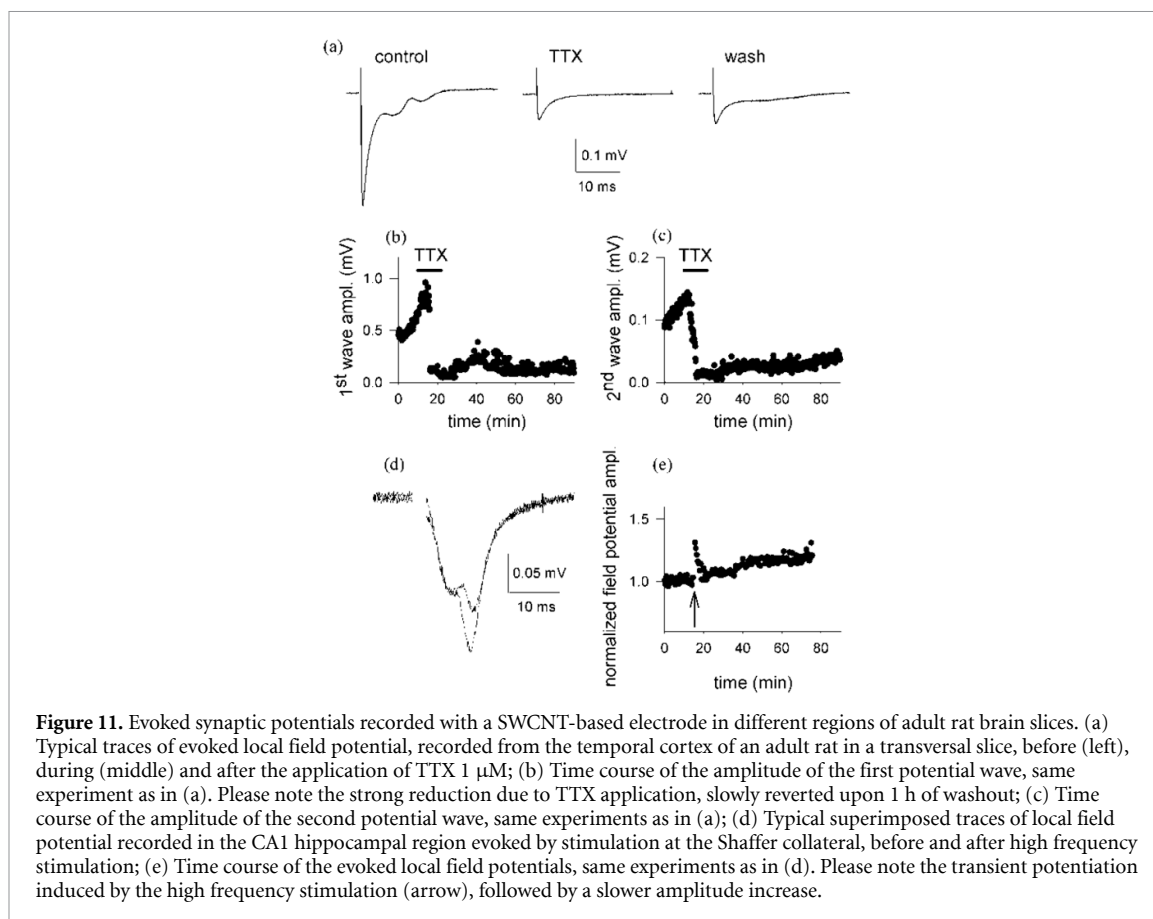 (a)
control
TTX
wash
0.1 mV
10 ms
(b)
TTX
1st wave ampl. (mV)
1.0
0.5
0.0
0 20 40 60 80
time (min)
(c)
TTX
2nd wave ampl. (mV)
0.2
0.1
0.0
0 20 40 60 80
time (min)
(d)
0.05 mV
10 ms
(e)
normalized field potential ampl.
1.5
1.0
0 20 40 60 80
time (min)
Figure 11. Evoked synaptic potentials recorded with a SWCNT-based electrode in different regions of adult rat brain slices. (a)
Typical traces of evoked local field potential, recorded from the temporal cortex of an adult rat in a transversal slice, before (left),
during (middle) and after the application of TTX 1 μM; (b) Time course of the amplitude of the first potential wave, same
experiment as in (a). Please note the strong reduction due to TTX application, slowly reverted upon 1 h of washout; (c) Time
course of the amplitude of the second potential wave, same experiments as in (a); (d) Typical superimposed traces of local field
potential recorded in the CA1 hippocampal region evoked by stimulation at the Shaffer collateral, before and after high frequency
stimulation; (e) Time course of the evoked local field potentials, same experiments as in (d). Please note the transient potentiation
induced by the high frequency stimulation (arrow), followed by a slower amplitude increase.